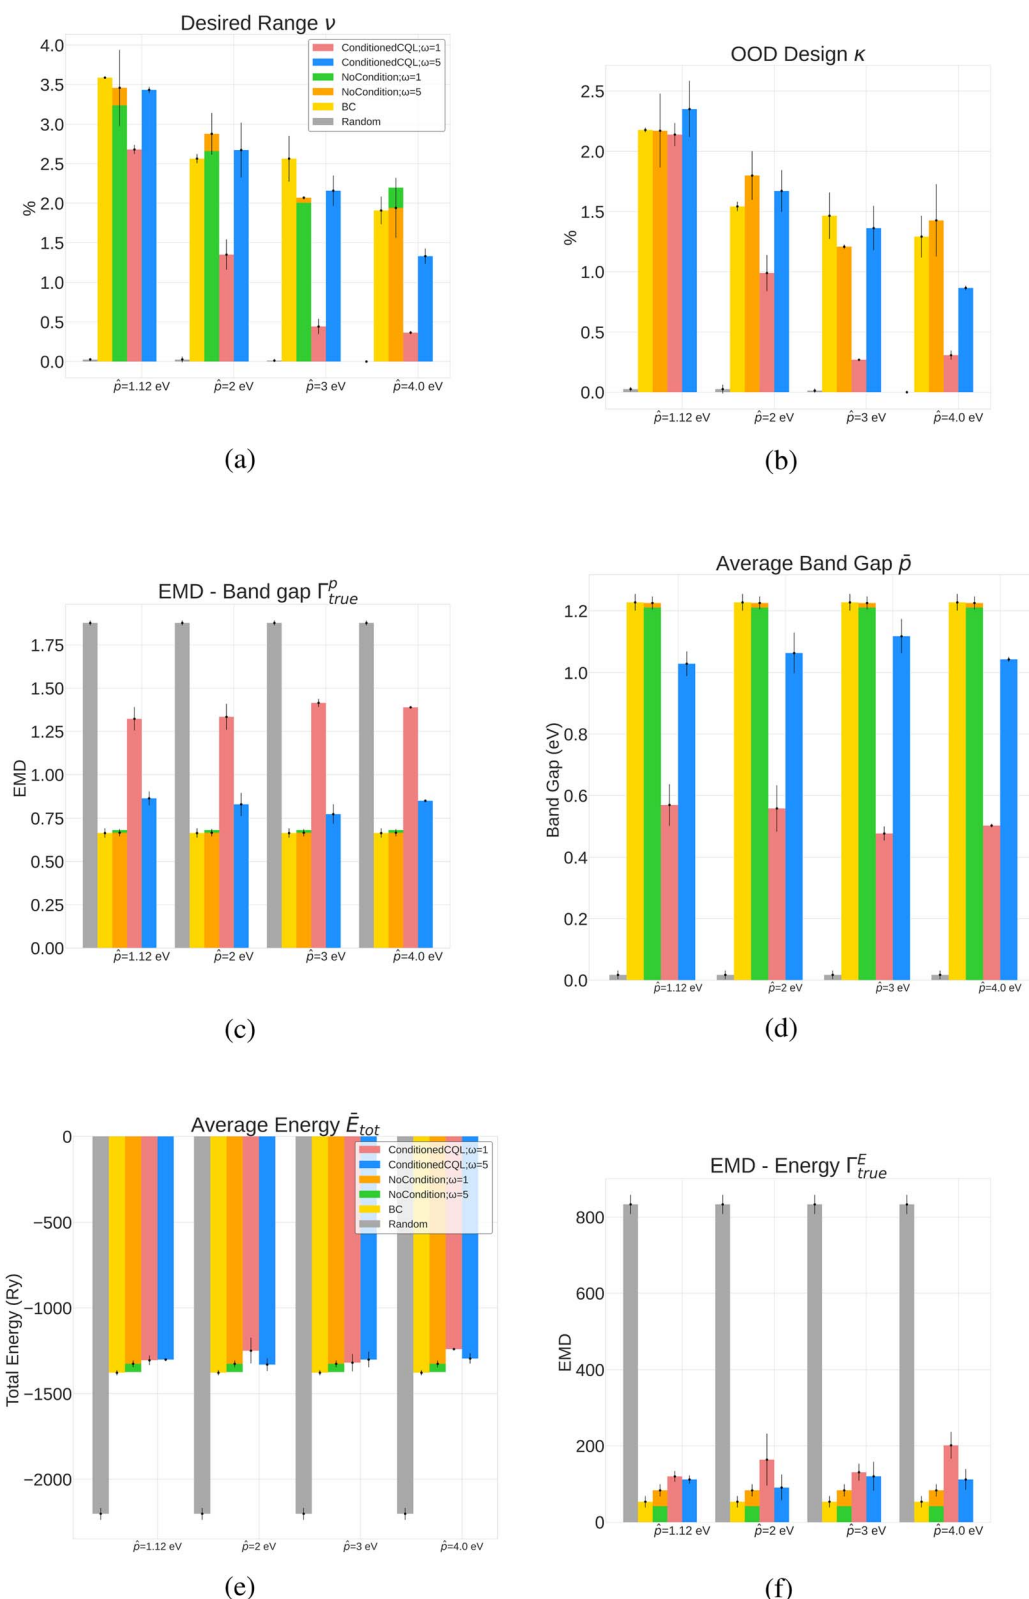 Desired Range ν
4.0
3.5
3.0
2.5
2.0
1.5
1.0
0.5
0.0
%
ConditionedCQL;ω=1
ConditionedCQL;ω=5
NoCondition;ω=1
NoCondition;ω=5
BC
Random
p̂=1.12 eV
p̂=2 eV
p̂=3 eV
p̂=4.0 eV
(a)
OOD Design κ
2.5
2.0
1.5
1.0
0.5
0.0
%
p̂=1.12 eV
p̂=2 eV
p̂=3 eV
p̂=4.0 eV
(b)
EMD - Band gap Γ^p_true
1.75
1.50
1.25
1.00
0.75
0.50
0.25
0.00
EMD
p̂=1.12 eV
p̂=2 eV
p̂=3 eV
p̂=4.0 eV
(c)
Average Band Gap p̄
1.2
1.0
0.8
0.6
0.4
0.2
0.0
Band Gap (eV)
p̂=1.12 eV
p̂=2 eV
p̂=3 eV
p̂=4.0 eV
(d)
Average Energy Ē_tot
0
−500
−1000
−1500
−2000
Total Energy (Ry)
ConditionedCQL;ω=1
ConditionedCQL;ω=5
NoCondition;ω=1
NoCondition;ω=5
BC
Random
p̂=1.12 eV
p̂=2 eV
p̂=3 eV
p̂=4.0 eV
(e)
EMD - Energy Γ^E_true
800
600
400
200
0
EMD
p̂=1.12 eV
p̂=2 eV
p̂=3 eV
p̂=4.0 eV
(f)